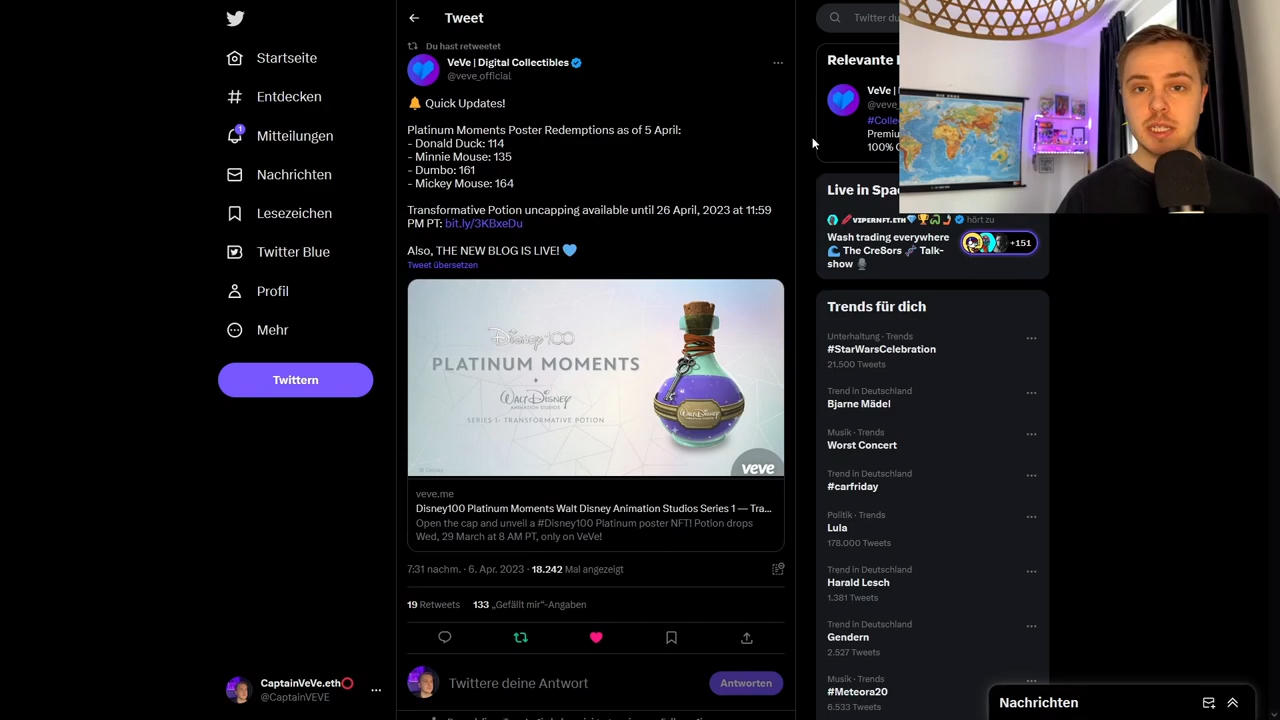 Startseite
Entdecken
1
Mitteilungen
Nachrichten
Lesezeichen
Twitter Blue
Profil
Mehr
Twittern
CaptainVeVe.eth⭕
@CaptainVEVE
Tweet
Du hast retweetet
VeVe | Digital Collectibles
@veve_official
🔔 Quick Updates!
Platinum Moments Poster Redemptions as of 5 April:
- Donald Duck: 114
- Minnie Mouse: 135
- Dumbo: 161
- Mickey Mouse: 164
Transformative Potion uncapping available until 26 April, 2023 at 11:59
PM PT: bit.ly/3KBxeDu
Also, THE NEW BLOG IS LIVE! 💙
Tweet übersetzen
Disney100
PLATINUM MOMENTS
WALT DISNEY
ANIMATION STUDIOS
SERIES 1- TRANSFORMATIVE POTION
© Disney
veve
veve.me
Disney100 Platinum Moments Walt Disney Animation Studios Series 1 — Tra...
Open the cap and unveil a #Disney100 Platinum poster NFT! Potion drops
Wed, 29 March at 8 AM PT, only on VeVe!
7:31 nachm. · 6. Apr. 2023 · 18.242 Mal angezeigt
19 Retweets 133 „Gefällt mir“-Angaben
Twittere deine Antwort
Antworten
Twitter du
Relevante
VeVe |
@veve_
#Colle
Premiu
100% C
Live in Spac
VIPERNFT.ETH💎🏆 hört zu
Wash trading everywhere
🌊 The Cre8ors 🧬 Talk-
show 🎙
+151
Trends für dich
Unterhaltung · Trends
#StarWarsCelebration
21.500 Tweets
Trend in Deutschland
Bjarne Mädel
Musik · Trends
Worst Concert
Trend in Deutschland
#carfriday
Politik · Trends
Lula
178.000 Tweets
Trend in Deutschland
Harald Lesch
1.381 Tweets
Trend in Deutschland
Gendern
2.527 Tweets
Musik · Trends
#Meteora20
6.533 Tweets
Nachrichten